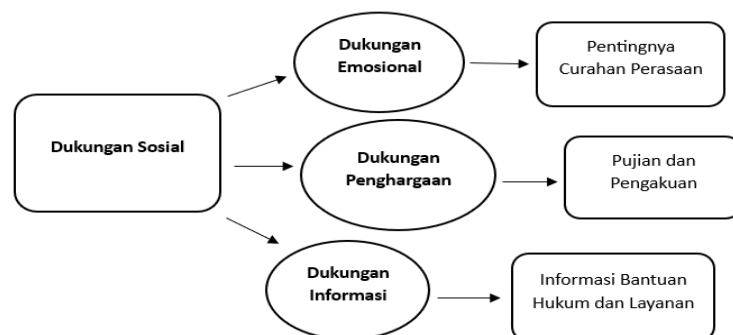 Dukungan Sosial
Dukungan
Emosional
Pentingnya
Curahan Perasaan
Dukungan
Penghargaan
Pujian dan
Pengakuan
Dukungan
Informasi
Informasi Bantuan
Hukum dan Layanan